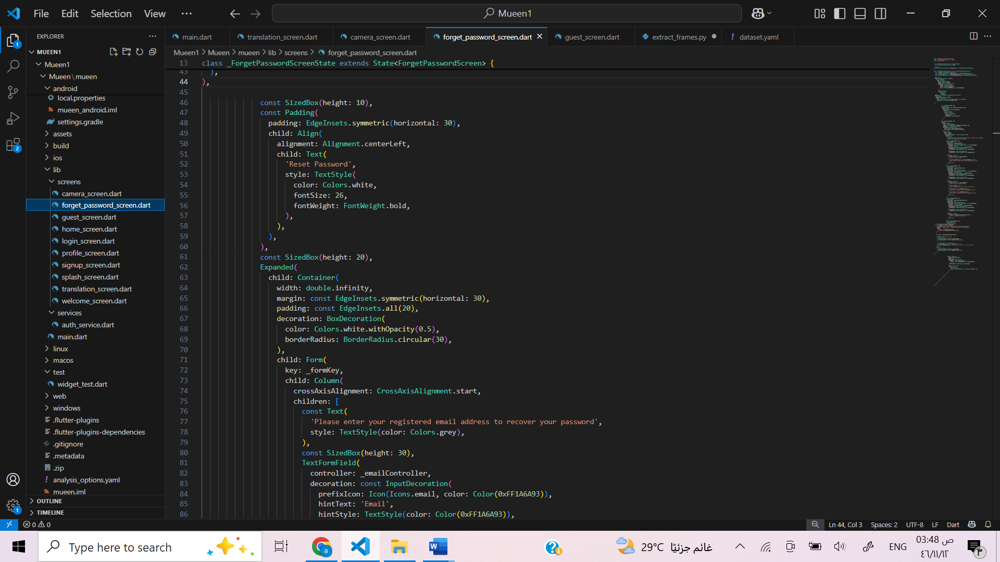 File Edit Selection View ··· Mueen1
EXPLORER ···
MUEEN1
Mueen1
Mueen\mueen
android
local.properties
mueen_android.iml
settings.gradle
assets
build
ios
lib
screens
camera_screen.dart
forget_password_screen.dart
guest_screen.dart
home_screen.dart
login_screen.dart
profile_screen.dart
signup_screen.dart
splash_screen.dart
translation_screen.dart
welcome_screen.dart
services
auth_service.dart
main.dart
linux
macos
test
widget_test.dart
web
windows
.flutter-plugins
.flutter-plugins-dependencies
.gitignore
.metadata
.zip
analysis_options.yaml
mueen.iml
OUTLINE
TIMELINE
1
2
1
main.dart translation_screen.dart camera_screen.dart forget_password_screen.dart guest_screen.dart extract_frames.py dataset.yaml ···
Mueen1 > Mueen > mueen > lib > screens > forget_password_screen.dart
13 class _ForgetPasswordScreenState extends State<ForgetPasswordScreen> {
43 ),
44 ),
45
46 const SizedBox(height: 10),
47 const Padding(
48 padding: EdgeInsets.symmetric(horizontal: 30),
49 child: Align(
50 alignment: Alignment.centerLeft,
51 child: Text(
52 'Reset Password',
53 style: TextStyle(
54 color: Colors.white,
55 fontSize: 26,
56 fontWeight: FontWeight.bold,
57 ),
58 ),
59 ),
60 ),
61 const SizedBox(height: 20),
62 Expanded(
63 child: Container(
64 width: double.infinity,
65 margin: const EdgeInsets.symmetric(horizontal: 30),
66 padding: const EdgeInsets.all(20),
67 decoration: BoxDecoration(
68 color: Colors.white.withOpacity(0.5),
69 borderRadius: BorderRadius.circular(30),
70 ),
71 child: Form(
72 key: _formKey,
73 child: Column(
74 crossAxisAlignment: CrossAxisAlignment.start,
75 children: [
76 const Text(
77 'Please enter your registered email address to recover your password',
78 style: TextStyle(color: Colors.grey),
79 ),
80 const SizedBox(height: 30),
81 TextFormField(
82 controller: _emailController,
83 decoration: const InputDecoration(
84 prefixIcon: Icon(Icons.email, color: Color(0xFF1A6A93)),
85 hintText: 'Email',
86 hintStyle: TextStyle(color: Color(0xFF1A6A93)),
0 0 Ln 44, Col 3 Spaces: 2 UTF-8 LF Dart
Type here to search 29°C غائم جزئيًا ENG 03:48 ص
٤٦/١١/١٢ ٣